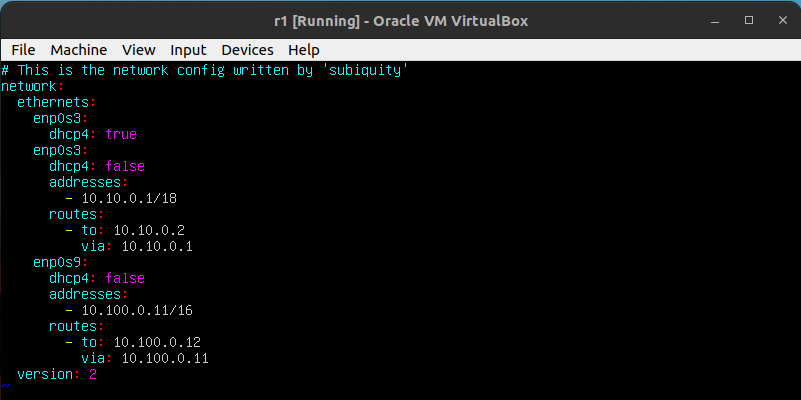 r1 [Running] - Oracle VM VirtualBox
File Machine View Input Devices Help
# This is the network config written by 'subiquity'
network:
  ethernets:
    enp0s3:
      dhcp4: true
    enp0s3:
      dhcp4: false
      addresses:
        - 10.10.0.1/18
      routes:
        - to: 10.10.0.2
          via: 10.10.0.1
    enp0s9:
      dhcp4: false
      addresses:
        - 10.100.0.11/16
      routes:
        - to: 10.100.0.12
          via: 10.100.0.11
  version: 2
~